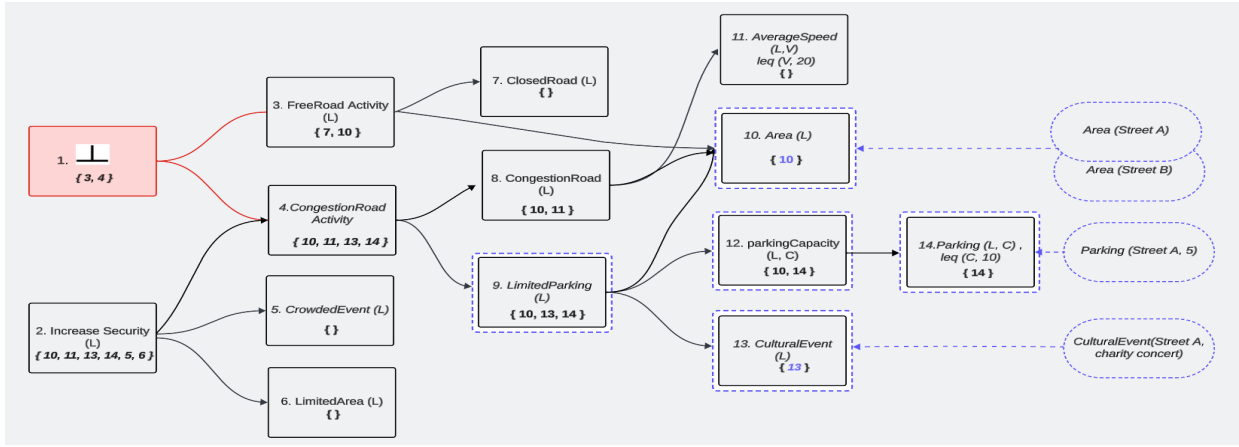 1. ⊥
{ 3, 4 }
2. Increase Security
(L)
{ 10, 11, 13, 14, 5, 6 }
3. FreeRoad Activity
(L)
{ 7, 10 }
4.CongestionRoad
Activity
{ 10, 11, 13, 14 }
5. CrowdedEvent (L)
{ }
6. LimitedArea (L)
{ }
7. ClosedRoad (L)
{ }
8. CongestionRoad
(L)
{ 10, 11 }
9. LimitedParking
(L)
{ 10, 13, 14 }
11. AverageSpeed
(L,V)
leq (V, 20)
{ }
10. Area (L)
{ 10 }
12. parkingCapacity
(L, C)
{ 10, 14 }
13. CulturalEvent
(L)
{ 13 }
14.Parking (L, C) ,
leq (C, 10)
{ 14 }
Area (Street A)
Area (Street B)
Parking (Street A, 5)
CulturalEvent(Street A,
charity concert)